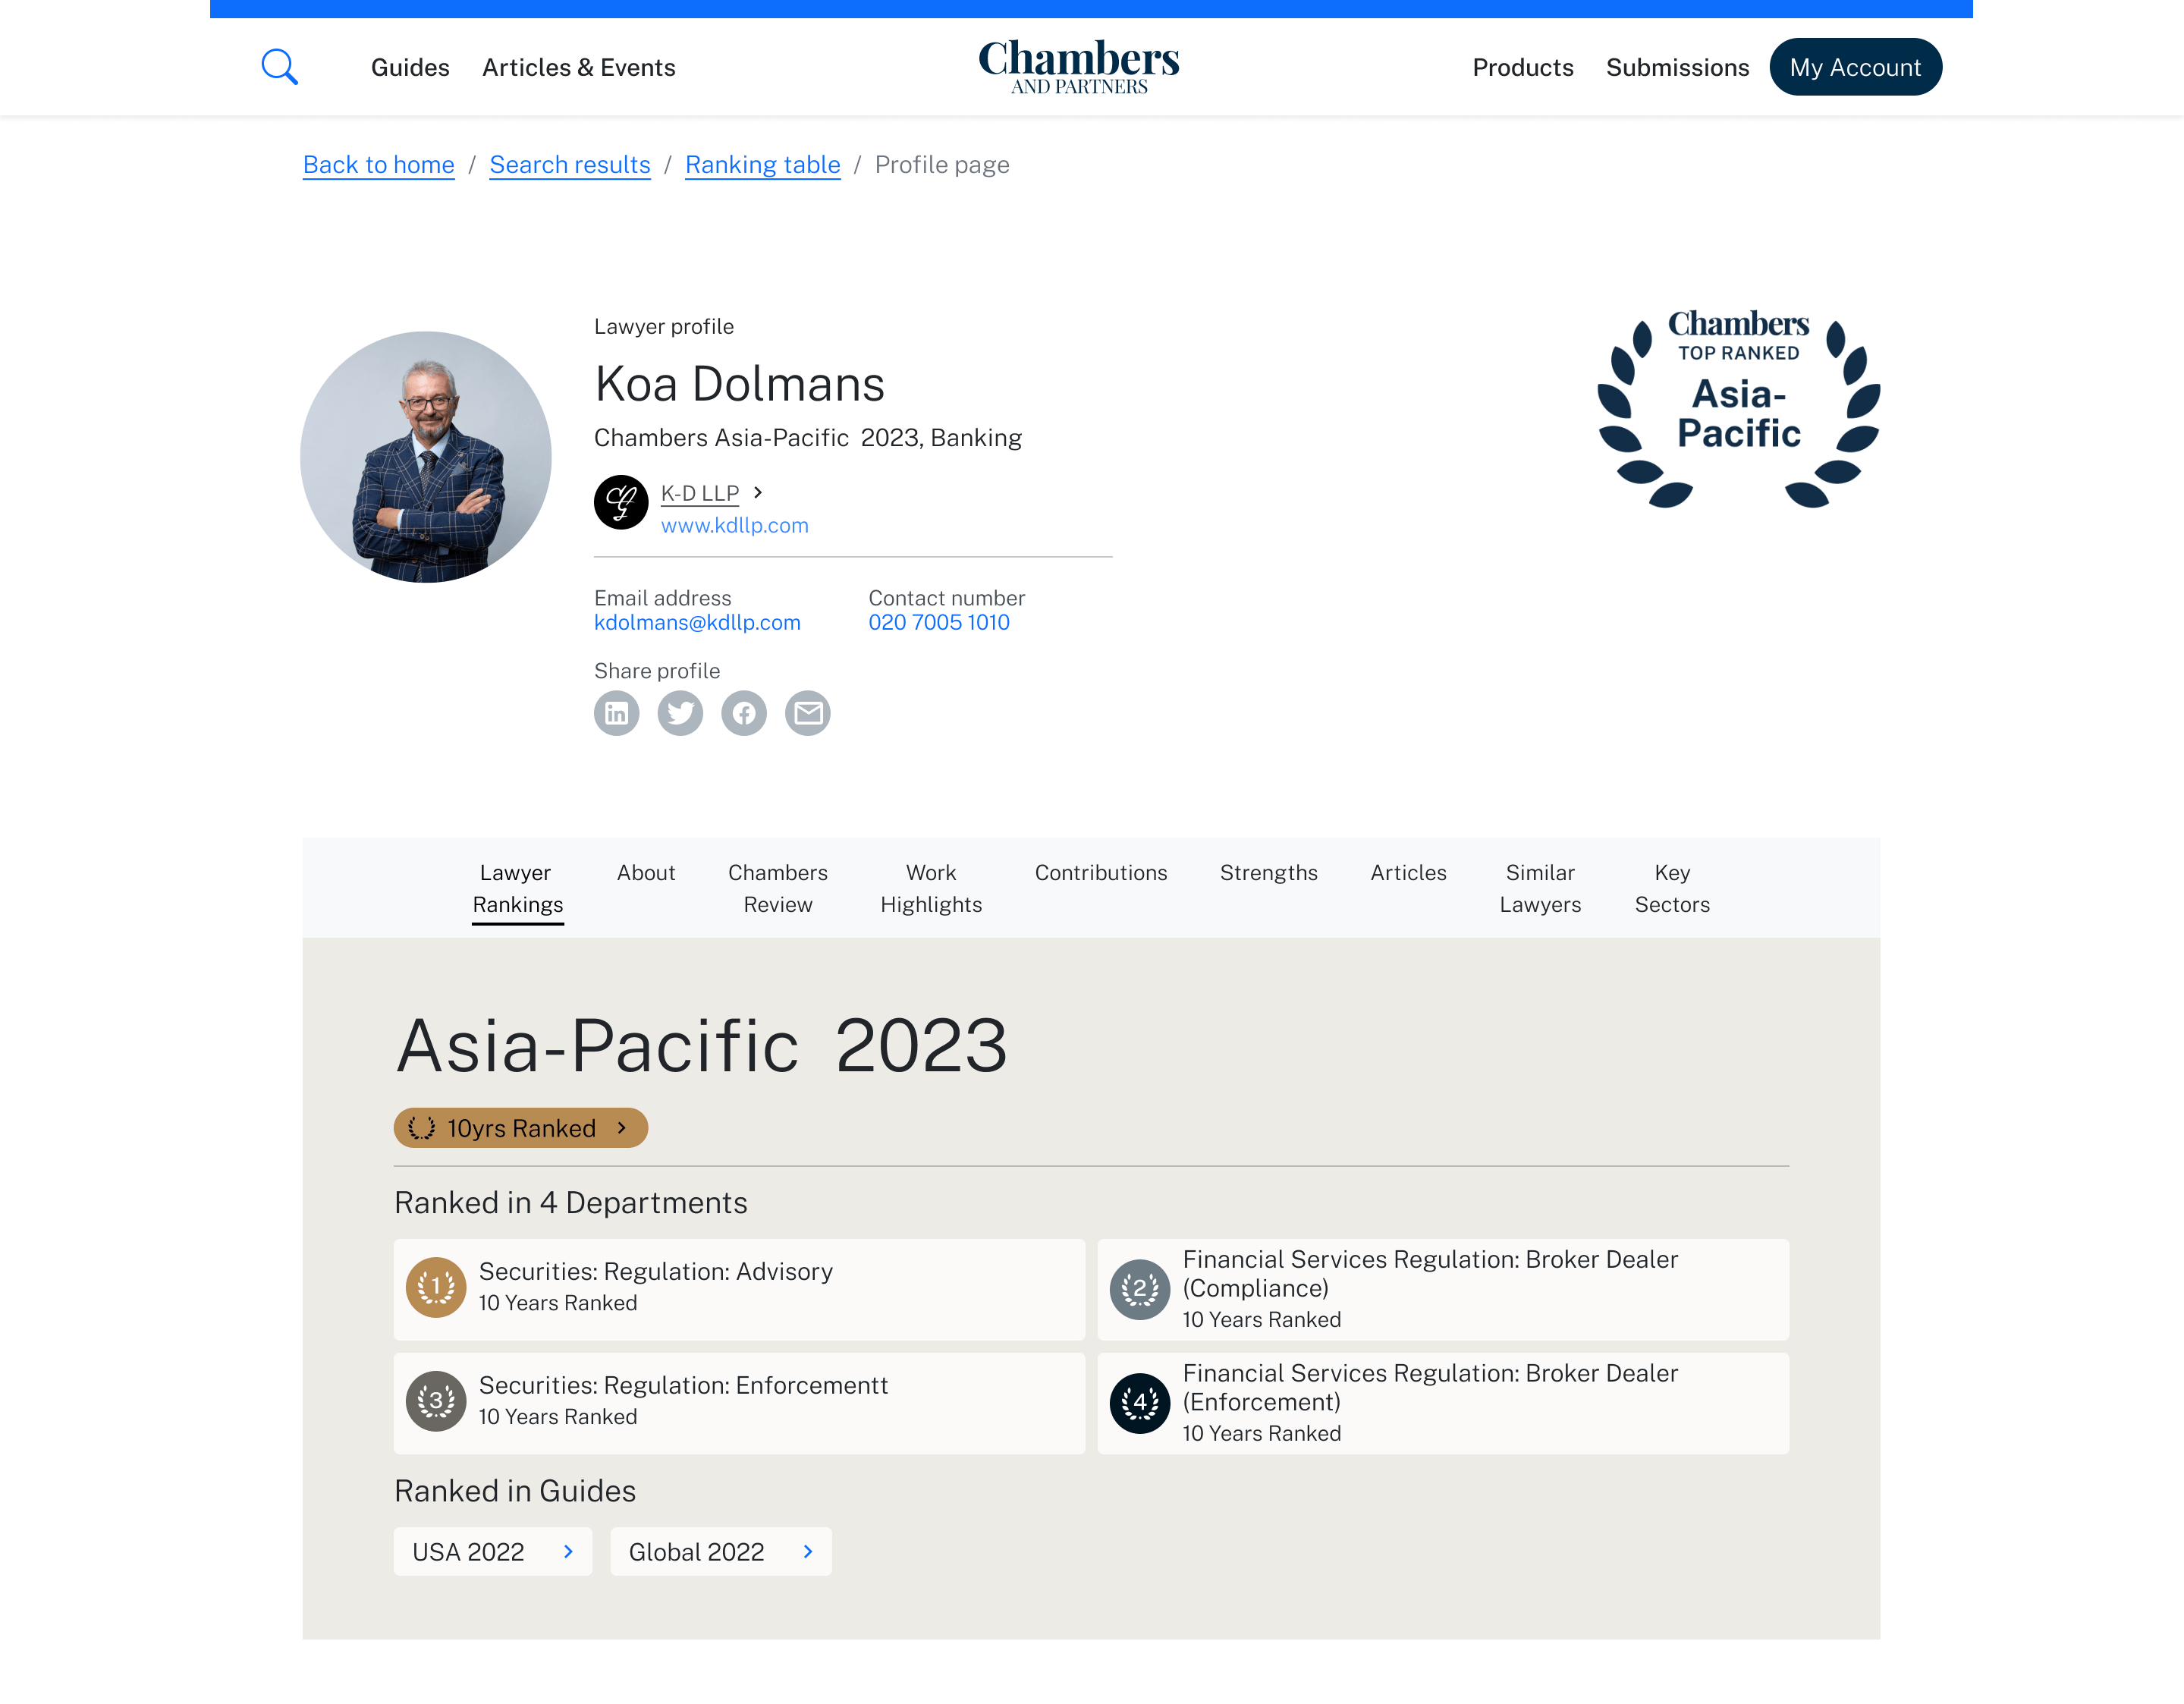 Guides Articles & Events Chambers AND PARTNERS Products Submissions My Account
Back to home / Search results / Ranking table / Profile page
Lawyer profile
Koa Dolmans
Chambers Asia-Pacific 2023, Banking
K-D LLP
www.kdllp.com
Email address
kdolmans@kdllp.com
Contact number
020 7005 1010
Share profile
Chambers
TOP RANKED
Asia-
Pacific
Lawyer
Rankings
About
Chambers
Review
Work
Highlights
Contributions
Strengths
Articles
Similar
Lawyers
Key
Sectors
Asia-Pacific 2023
10yrs Ranked
Ranked in 4 Departments
1
Securities: Regulation: Advisory
10 Years Ranked
2
Financial Services Regulation: Broker Dealer
(Compliance)
10 Years Ranked
3
Securities: Regulation: Enforcementt
10 Years Ranked
4
Financial Services Regulation: Broker Dealer
(Enforcement)
10 Years Ranked
Ranked in Guides
USA 2022
Global 2022